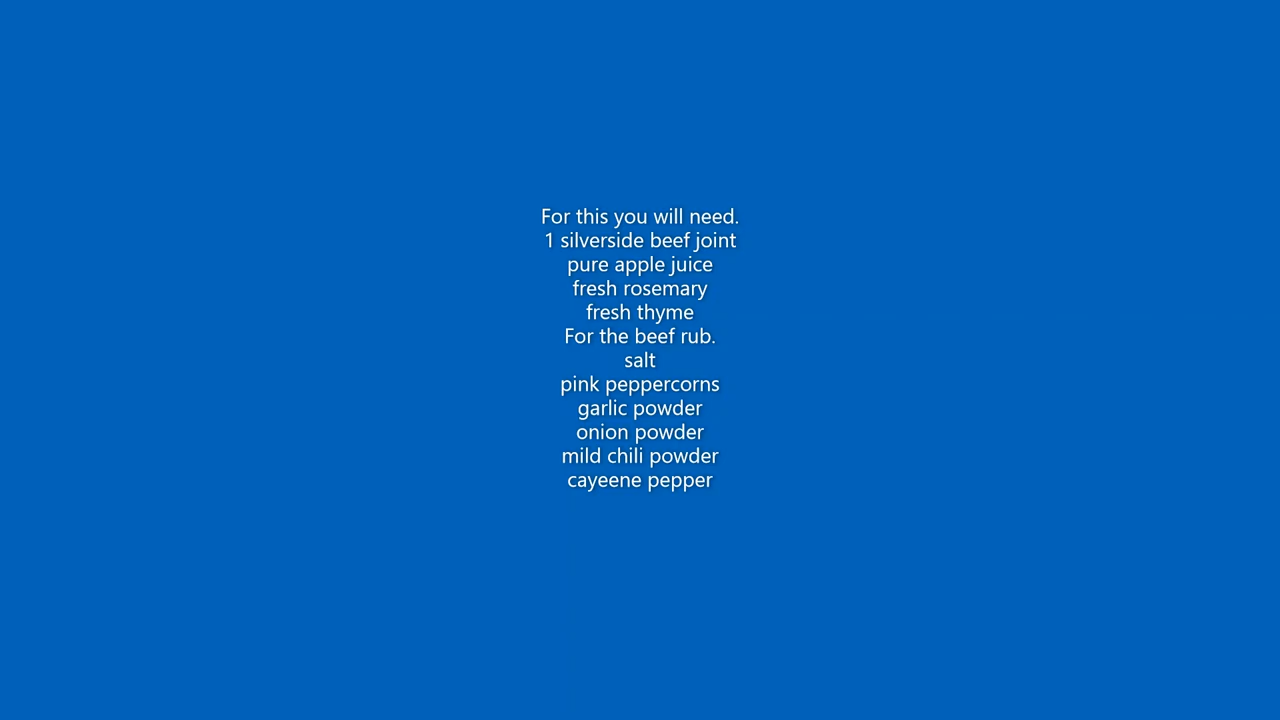 For this you will need.
1 silverside beef joint
pure apple juice
fresh rosemary
fresh thyme
For the beef rub.
salt
pink peppercorns
garlic powder
onion powder
mild chili powder
cayeene pepper